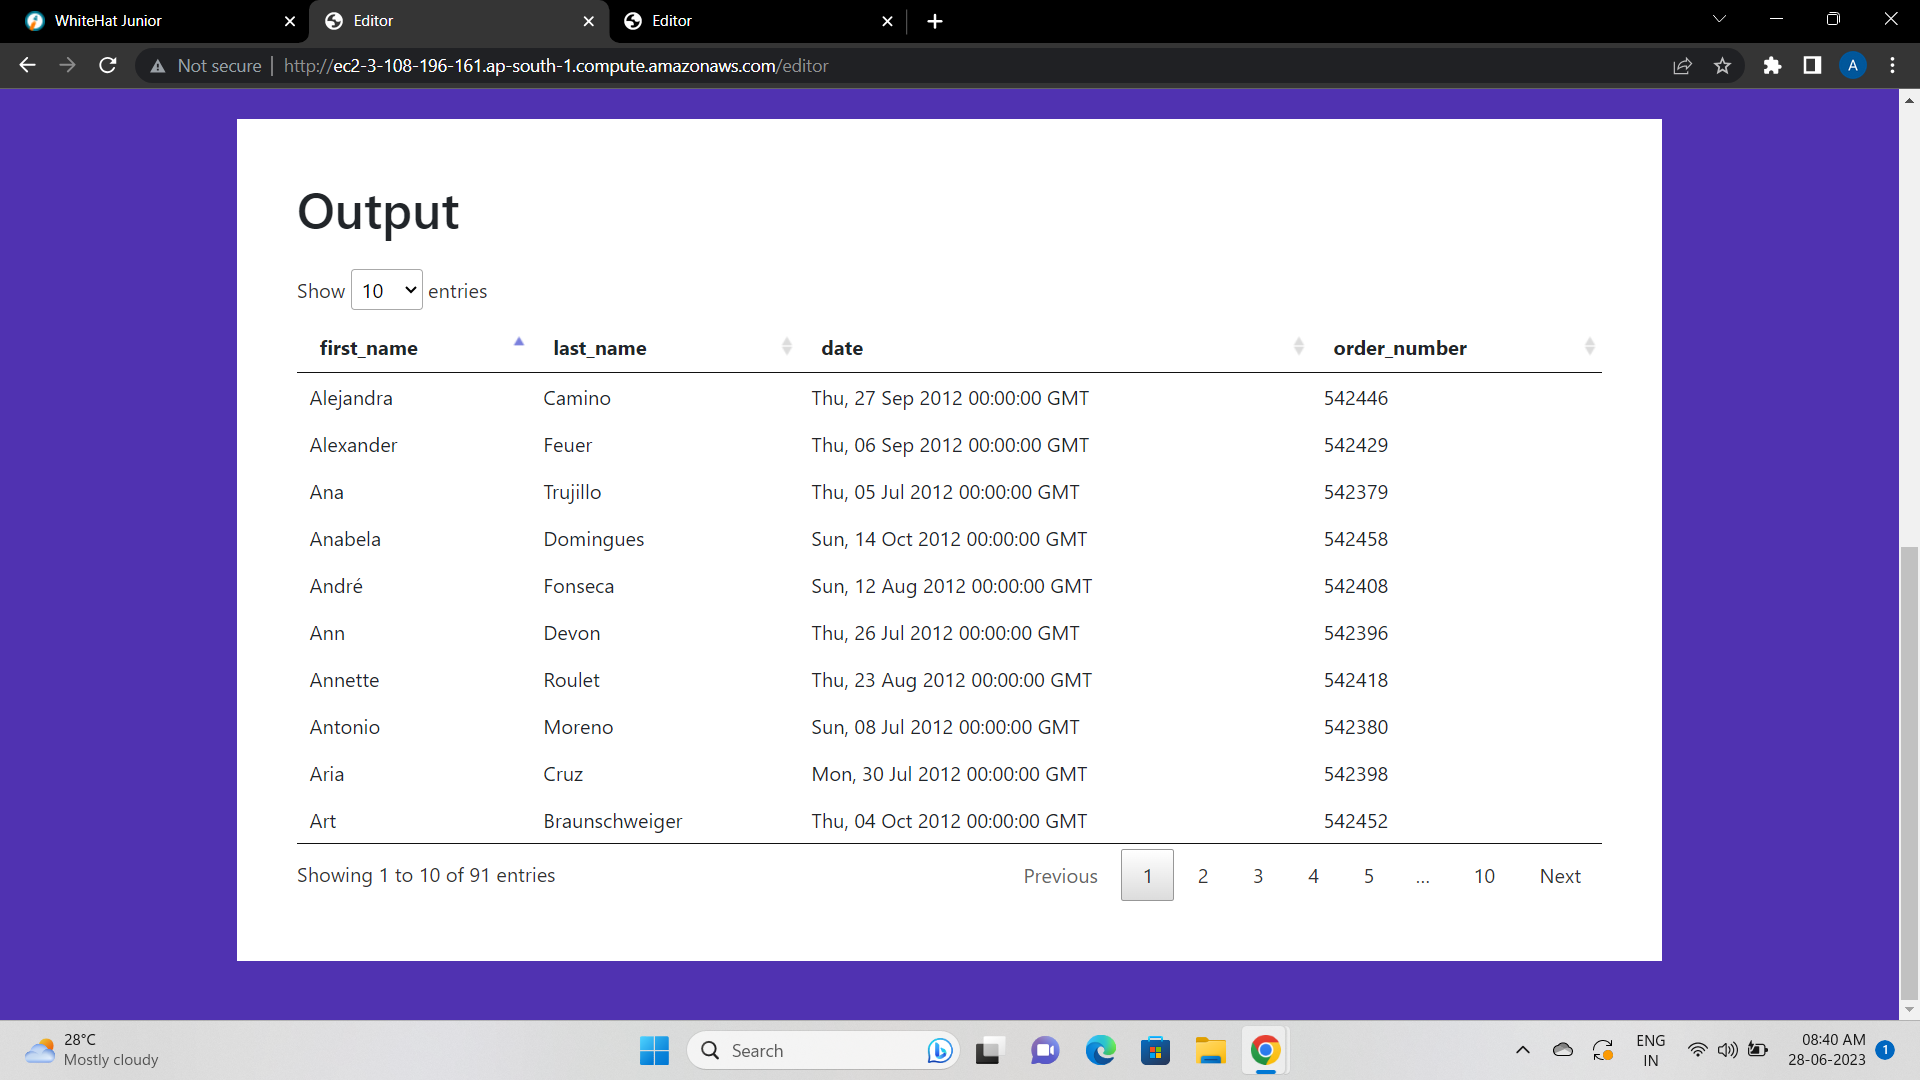 WhiteHat Junior Editor Editor
Not secure http://ec2-3-108-196-161.ap-south-1.compute.amazonaws.com/editor A
Output
Show 10 entries
first_name last_name date order_number
Alejandra Camino Thu, 27 Sep 2012 00:00:00 GMT 542446
Alexander Feuer Thu, 06 Sep 2012 00:00:00 GMT 542429
Ana Trujillo Thu, 05 Jul 2012 00:00:00 GMT 542379
Anabela Domingues Sun, 14 Oct 2012 00:00:00 GMT 542458
André Fonseca Sun, 12 Aug 2012 00:00:00 GMT 542408
Ann Devon Thu, 26 Jul 2012 00:00:00 GMT 542396
Annette Roulet Thu, 23 Aug 2012 00:00:00 GMT 542418
Antonio Moreno Sun, 08 Jul 2012 00:00:00 GMT 542380
Aria Cruz Mon, 30 Jul 2012 00:00:00 GMT 542398
Art Braunschweiger Thu, 04 Oct 2012 00:00:00 GMT 542452
Showing 1 to 10 of 91 entries Previous 1 2 3 4 5 ... 10 Next
28°C
Mostly cloudy
Search
ENG
IN
08:40 AM
28-06-2023
1